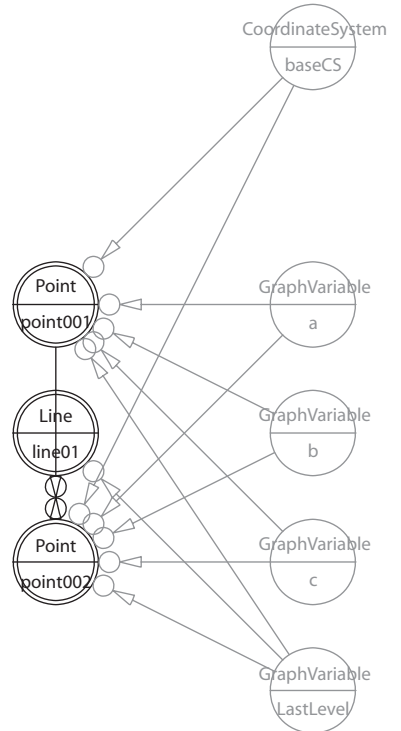 CoordinateSystem
baseCS
Point
point001
GraphVariable
a
Line
line01
GraphVariable
b
Point
point002
GraphVariable
c
GraphVariable
LastLevel